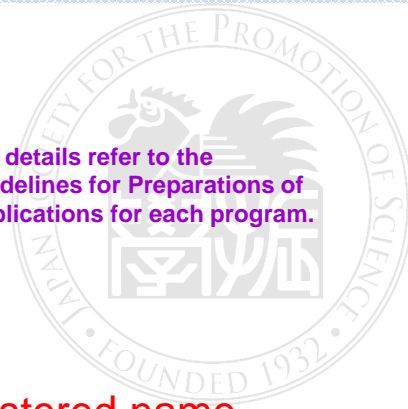 JAPAN SOCIETY FOR THE PROMOTION OF SCIENCE
details refer to the
delines for Preparations of
plications for each program.
• FOUNDED 1932 •
name